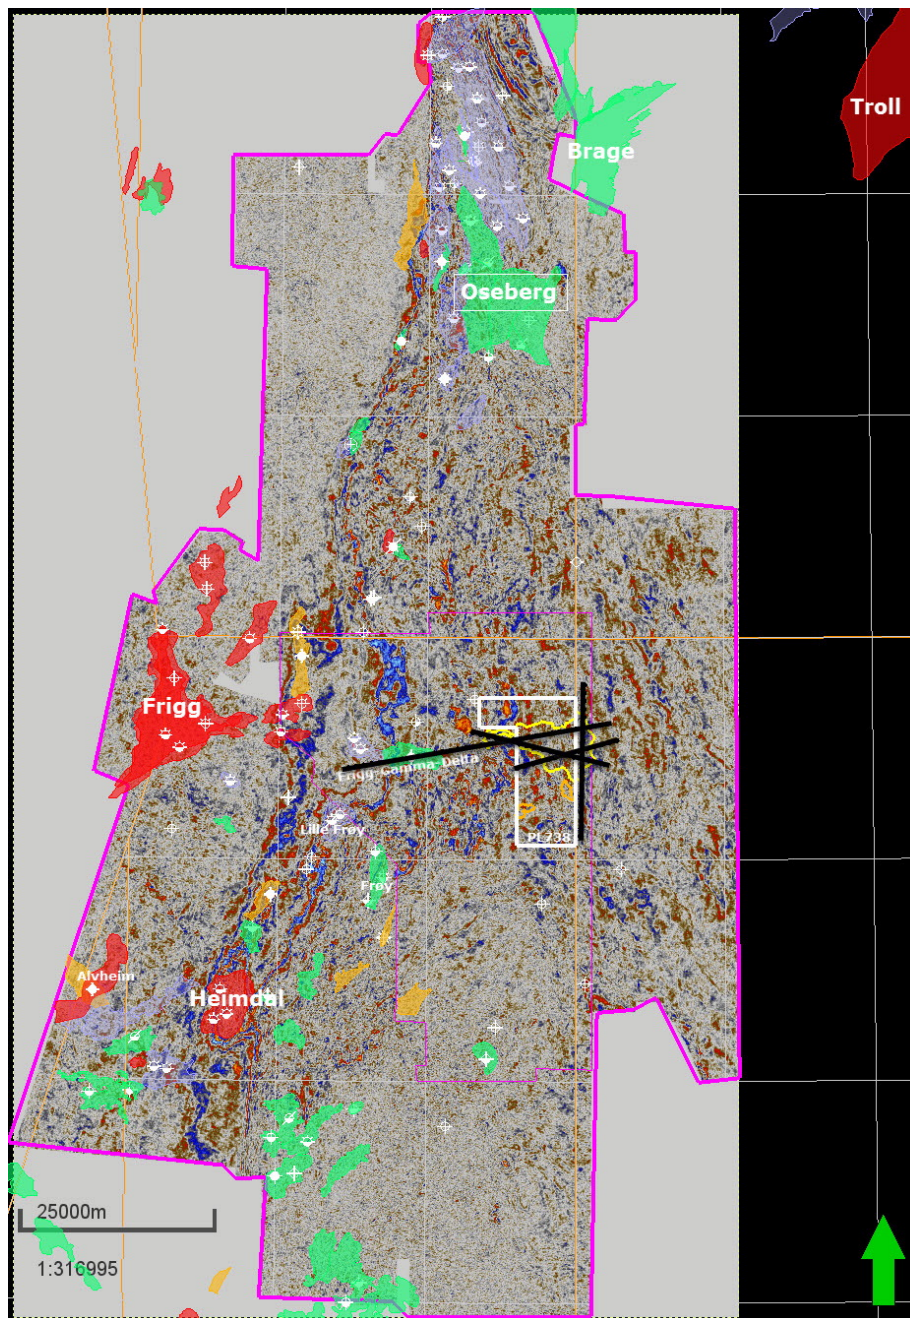 Troll
Brage
Oseberg
Frigg
Frigg-Gamma-Delta
Lille Frøy
PL738
Frøy
Alvheim
Heimdal
25000m
1:316995